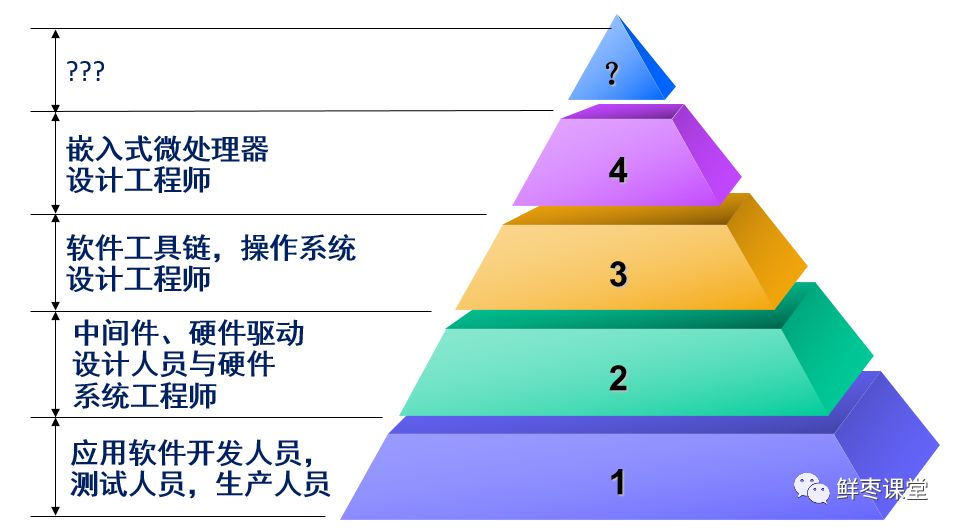 ???
?
嵌入式微处理器
设计工程师
4
软件工具链，操作系统
设计工程师
3
中间件、硬件驱动
设计人员与硬件
系统工程师
2
应用软件开发人员，
测试人员，生产人员
1
鲜枣课堂